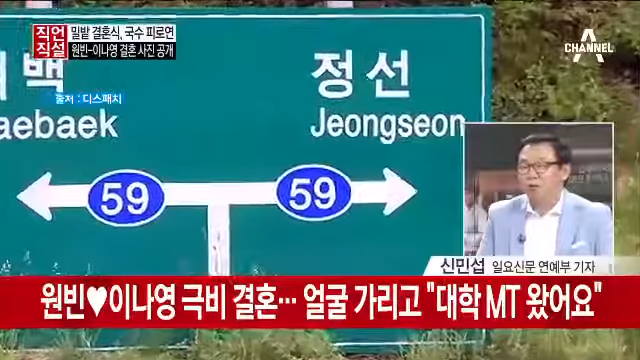 직언
직설
밀밭 결혼식, 국수 피로연
원빈-이나영 결혼 사진 공개
CHANNEL A
출처 : 디스패치
백
정선
aebaek
Jeongseon
59
59
신민섭 일요신문 연예부 기자
원빈♥이나영 극비 결혼… 얼굴 가리고 "대학 MT 왔어요"